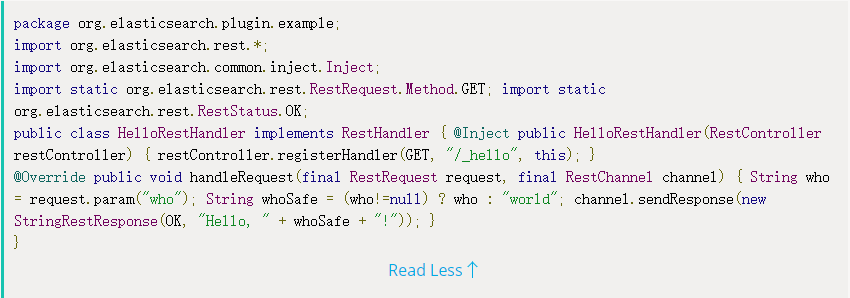 package org.elasticsearch.plugin.example;
import org.elasticsearch.rest.*;
import org.elasticsearch.common.inject.Inject;
import static org.elasticsearch.rest.RestRequest.Method.GET; import static
org.elasticsearch.rest.RestStatus.OK;
public class HelloRestHandler implements RestHandler { @Inject public HelloRestHandler(RestController
restController) { restController.registerHandler(GET, "/_hello", this); }
@Override public void handleRequest(final RestRequest request, final RestChannel channel) { String who
= request.param("who"); String whoSafe = (who!=null) ? who : "world"; channel.sendResponse(new
StringRestResponse(OK, "Hello, " + whoSafe + "!")); }
}
Read Less ↑